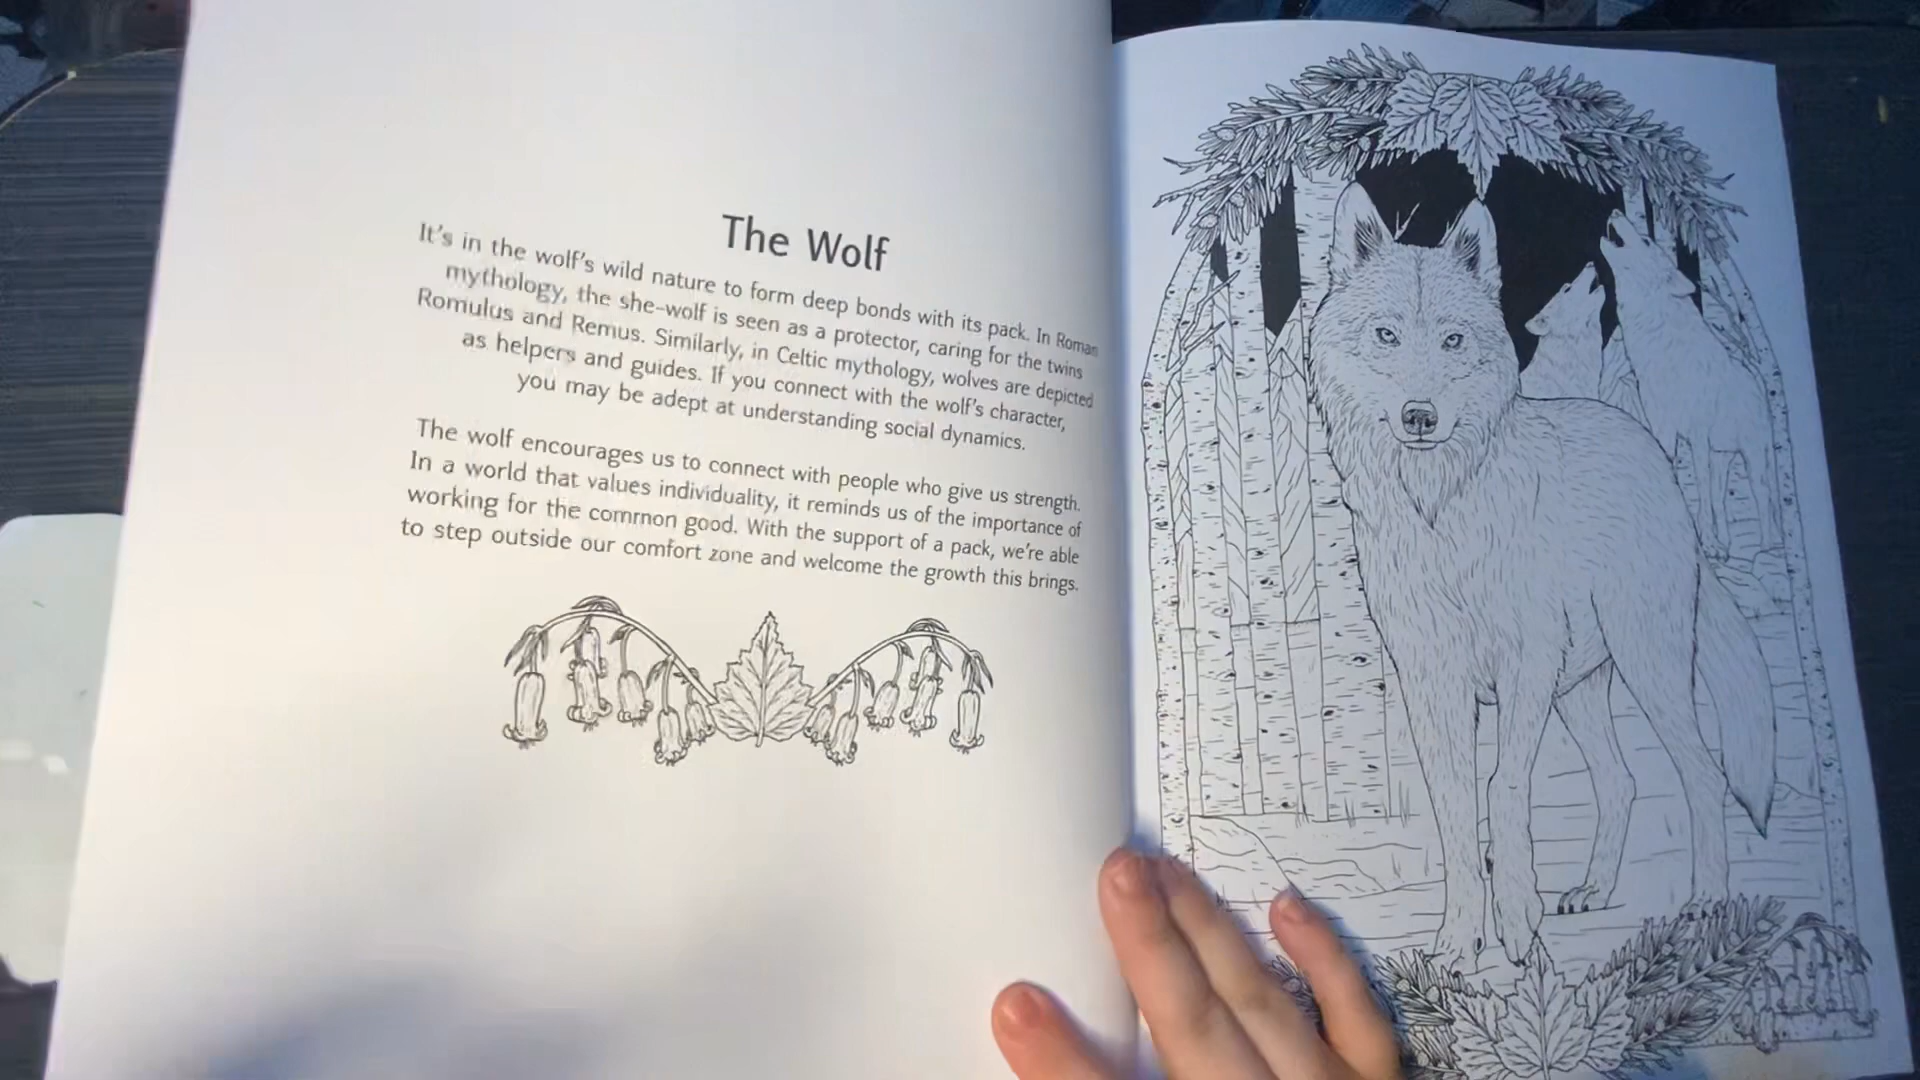 The Wolf
It's in the wolf's wild nature to form deep bonds with its pack. In Roman
mythology, the she-wolf is seen as a protector, caring for the twins
Romulus and Remus. Similarly, in Celtic mythology, wolves are depicted
as helpers and guides. If you connect with the wolf's character,
you may be adept at understanding social dynamics.
The wolf encourages us to connect with people who give us strength.
In a world that values individuality, it reminds us of the importance of
working for the common good. With the support of a pack, we're able
to step outside our comfort zone and welcome the growth this brings.